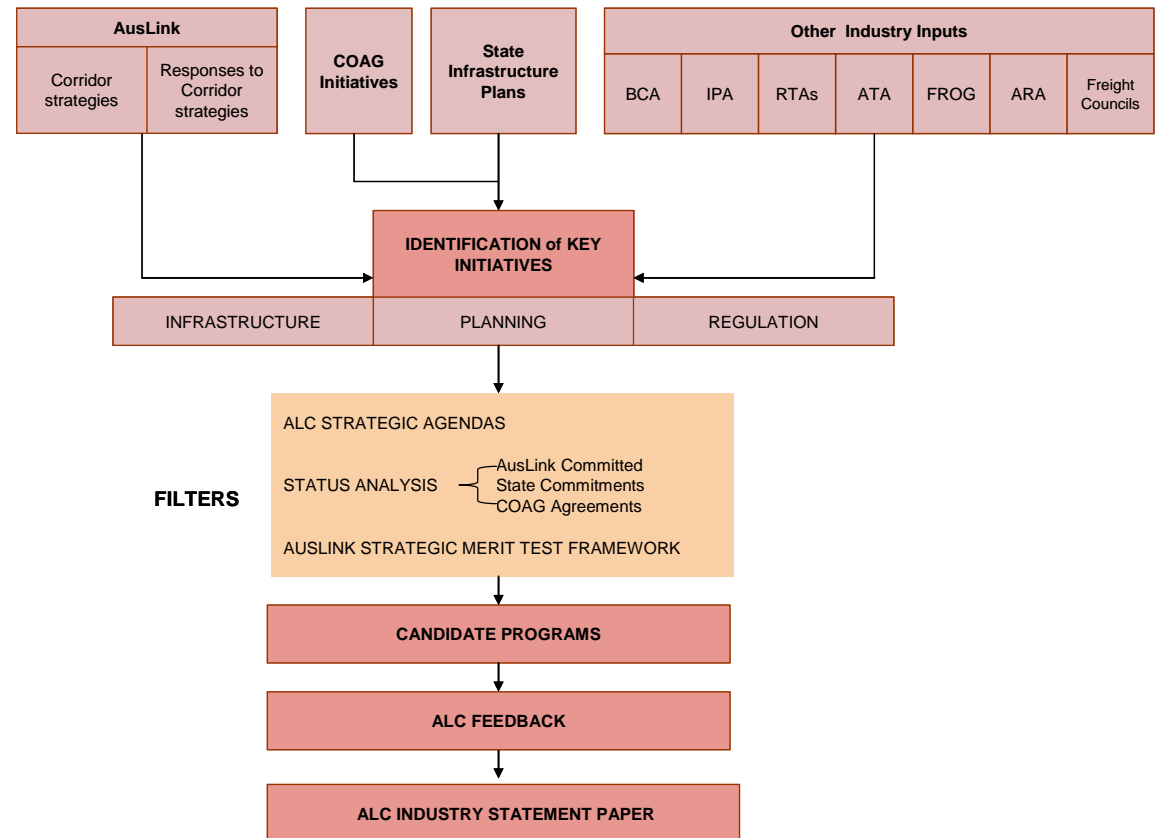 AusLink
Corridor
strategies
Responses to
Corridor
strategies
COAG
Initiatives
State
Infrastructure
Plans
Other Industry Inputs
BCA
IPA
RTAs
ATA
FROG
ARA
Freight
Councils
IDENTIFICATION of KEY
INITIATIVES
INFRASTRUCTURE
PLANNING
REGULATION
FILTERS
ALC STRATEGIC AGENDAS
STATUS ANALYSIS
AusLink Committed
State Commitments
COAG Agreements
AUSLINK STRATEGIC MERIT TEST FRAMEWORK
CANDIDATE PROGRAMS
ALC FEEDBACK
ALC INDUSTRY STATEMENT PAPER